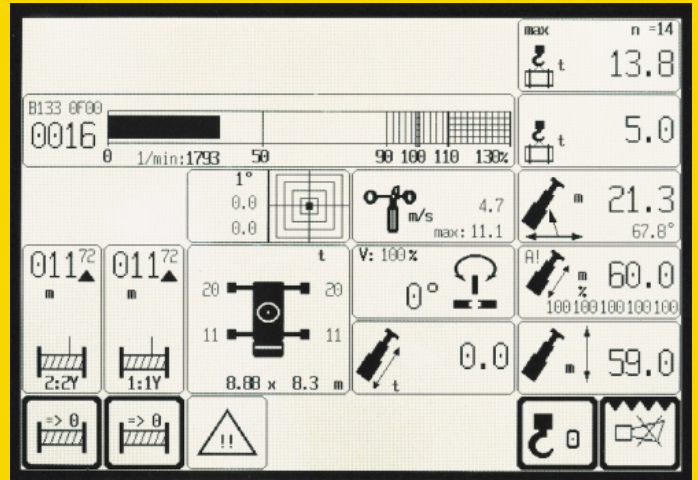 max n =14
t 13.8
B133 0F00
0016
0 1/min:1793 50 90 100 110 130%
t 5.0
1°
0.0
0.0
m/s 4.7
max: 11.1
m 21.3
67.8°
011 72
m
2:2Y
011 72
m
1:1Y
t
20 20
11 11
8.88 x 8.3 m
V: 100%
0°
A!
m 60.0
%
100 100 100 100 100
0.0
t
m 59.0
=> 0
=> 0
!!
0